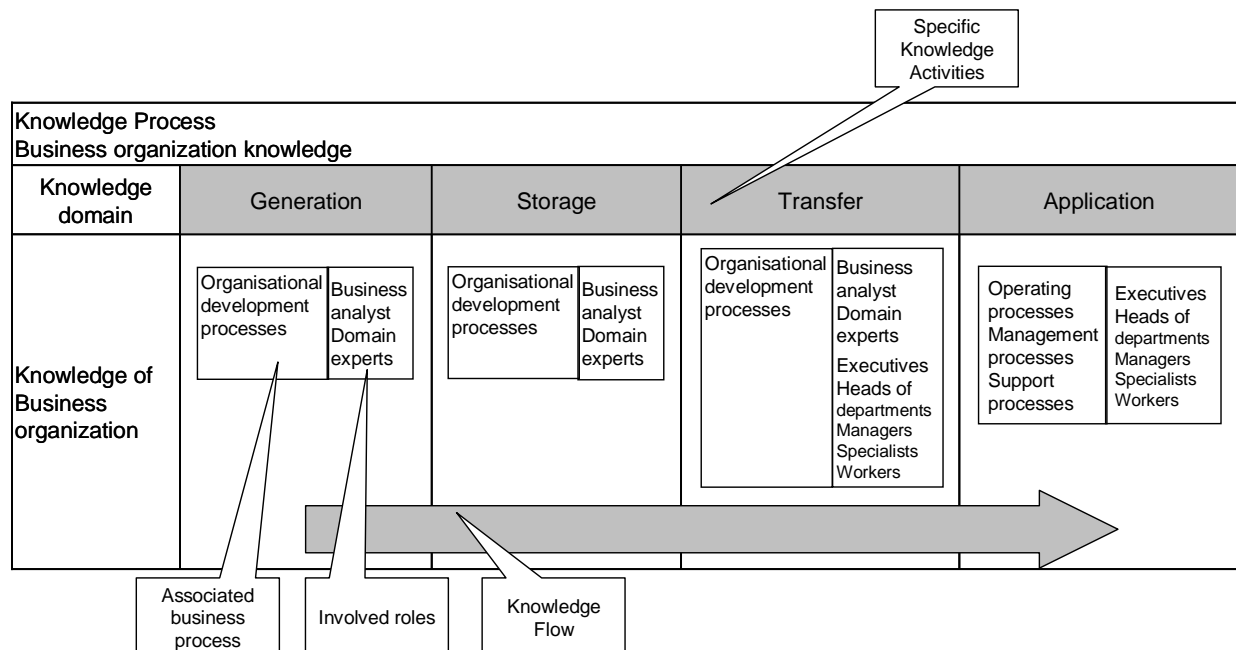 Specific
Knowledge
Activities
Knowledge Process
Business organization knowledge
Knowledge
domain
Generation
Storage
Transfer
Application
Knowledge of
Business
organization
Organisational
development
processes
Business
analyst
Domain
experts
Organisational
development
processes
Business
analyst
Domain
experts
Organisational
development
processes
Business
analyst
Domain
experts
Executives
Heads of
departments
Managers
Specialists
Workers
Operating
processes
Management
processes
Support
processes
Executives
Heads of
departments
Managers
Specialists
Workers
Associated
business
process
Involved roles
Knowledge
Flow